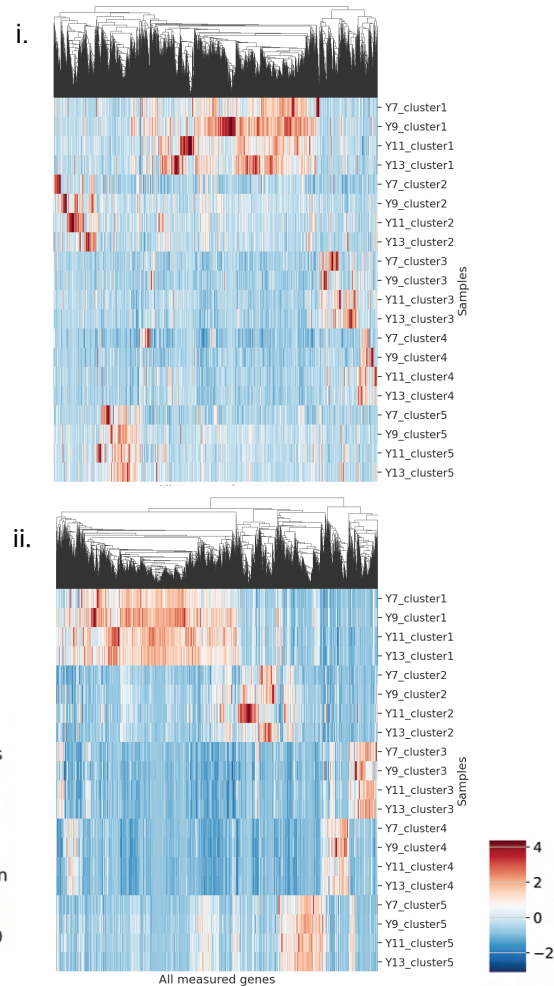 i.
Y7_cluster1
Y9_cluster1
Y11_cluster1
Y13_cluster1
Y7_cluster2
Y9_cluster2
Y11_cluster2
Y13_cluster2
Y7_cluster3
Y9_cluster3
Y11_cluster3
Y13_cluster3
Y7_cluster4
Y9_cluster4
Y11_cluster4
Y13_cluster4
Y7_cluster5
Y9_cluster5
Y11_cluster5
Y13_cluster5
Samples
ii.
Y7_cluster1
Y9_cluster1
Y11_cluster1
Y13_cluster1
Y7_cluster2
Y9_cluster2
Y11_cluster2
Y13_cluster2
Y7_cluster3
Y9_cluster3
Y11_cluster3
Y13_cluster3
Y7_cluster4
Y9_cluster4
Y11_cluster4
Y13_cluster4
Y7_cluster5
Y9_cluster5
Y11_cluster5
Y13_cluster5
Samples
All measured genes
4
2
0
−2